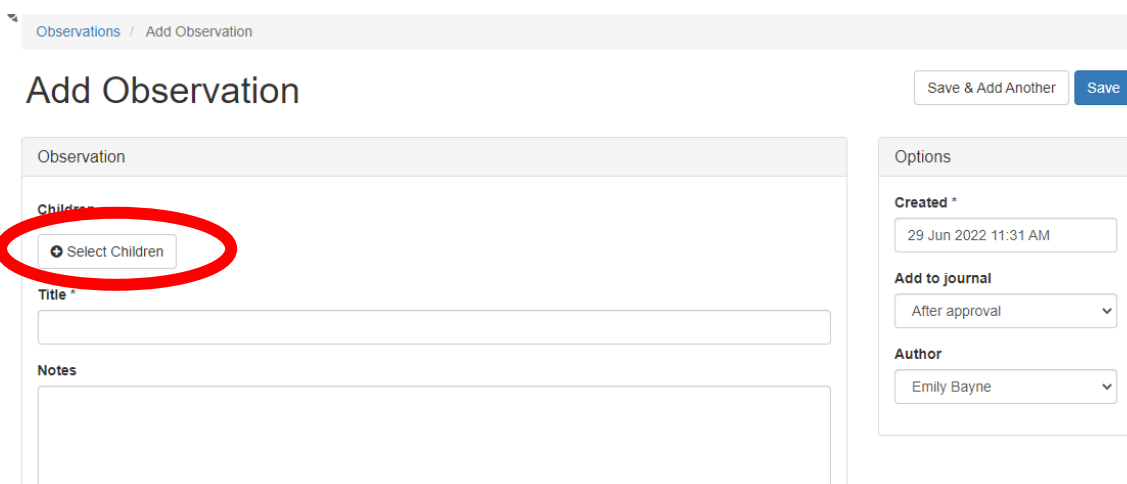 Observations / Add Observation
Add Observation
Save & Add Another
Save
Observation
Children
Select Children
Title *
Notes
Options
Created *
29 Jun 2022 11:31 AM
Add to journal
After approval
Author
Emily Bayne